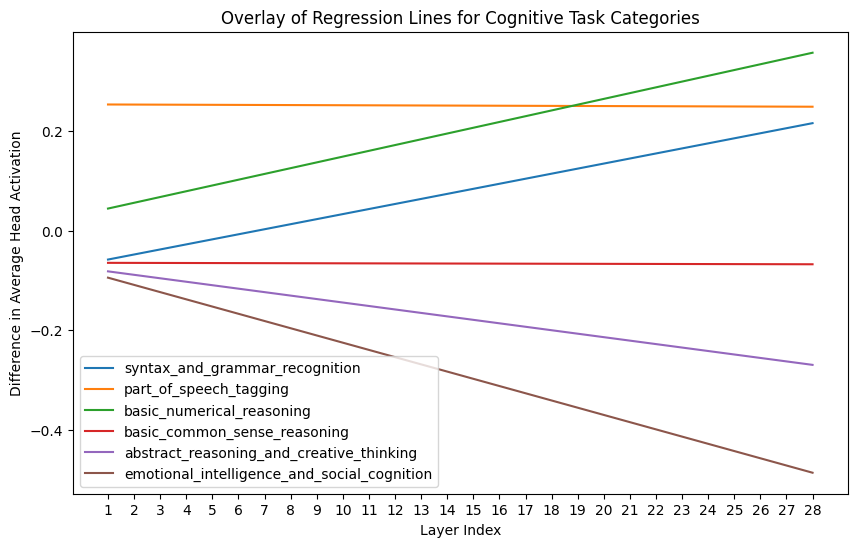 Overlay of Regression Lines for Cognitive Task Categories
Difference in Average Head Activation
0.2
0.0
−0.2
−0.4
syntax_and_grammar_recognition
part_of_speech_tagging
basic_numerical_reasoning
basic_common_sense_reasoning
abstract_reasoning_and_creative_thinking
emotional_intelligence_and_social_cognition
1 2 3 4 5 6 7 8 9 10 11 12 13 14 15 16 17 18 19 20 21 22 23 24 25 26 27 28
Layer Index